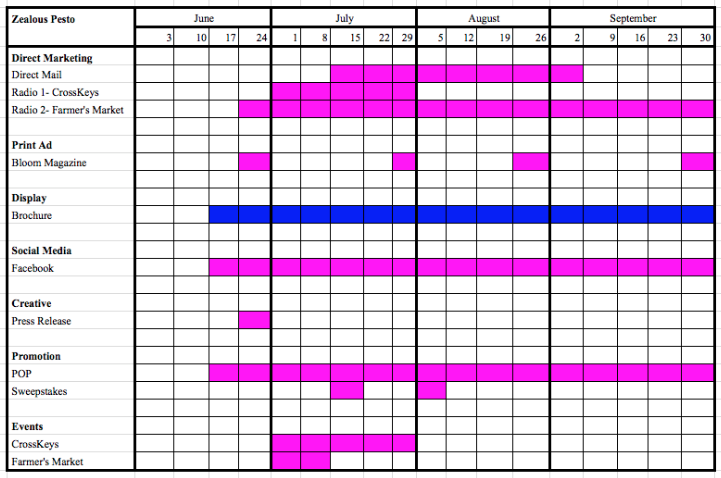 Zealous Pesto June July August September
3 10 17 24 1 8 15 22 29 5 12 19 26 2 9 16 23 30
Direct Marketing
Direct Mail
Radio 1- CrossKeys
Radio 2- Farmer's Market
Print Ad
Bloom Magazine
Display
Brochure
Social Media
Facebook
Creative
Press Release
Promotion
POP
Sweepstakes
Events
CrossKeys
Farmer's Market